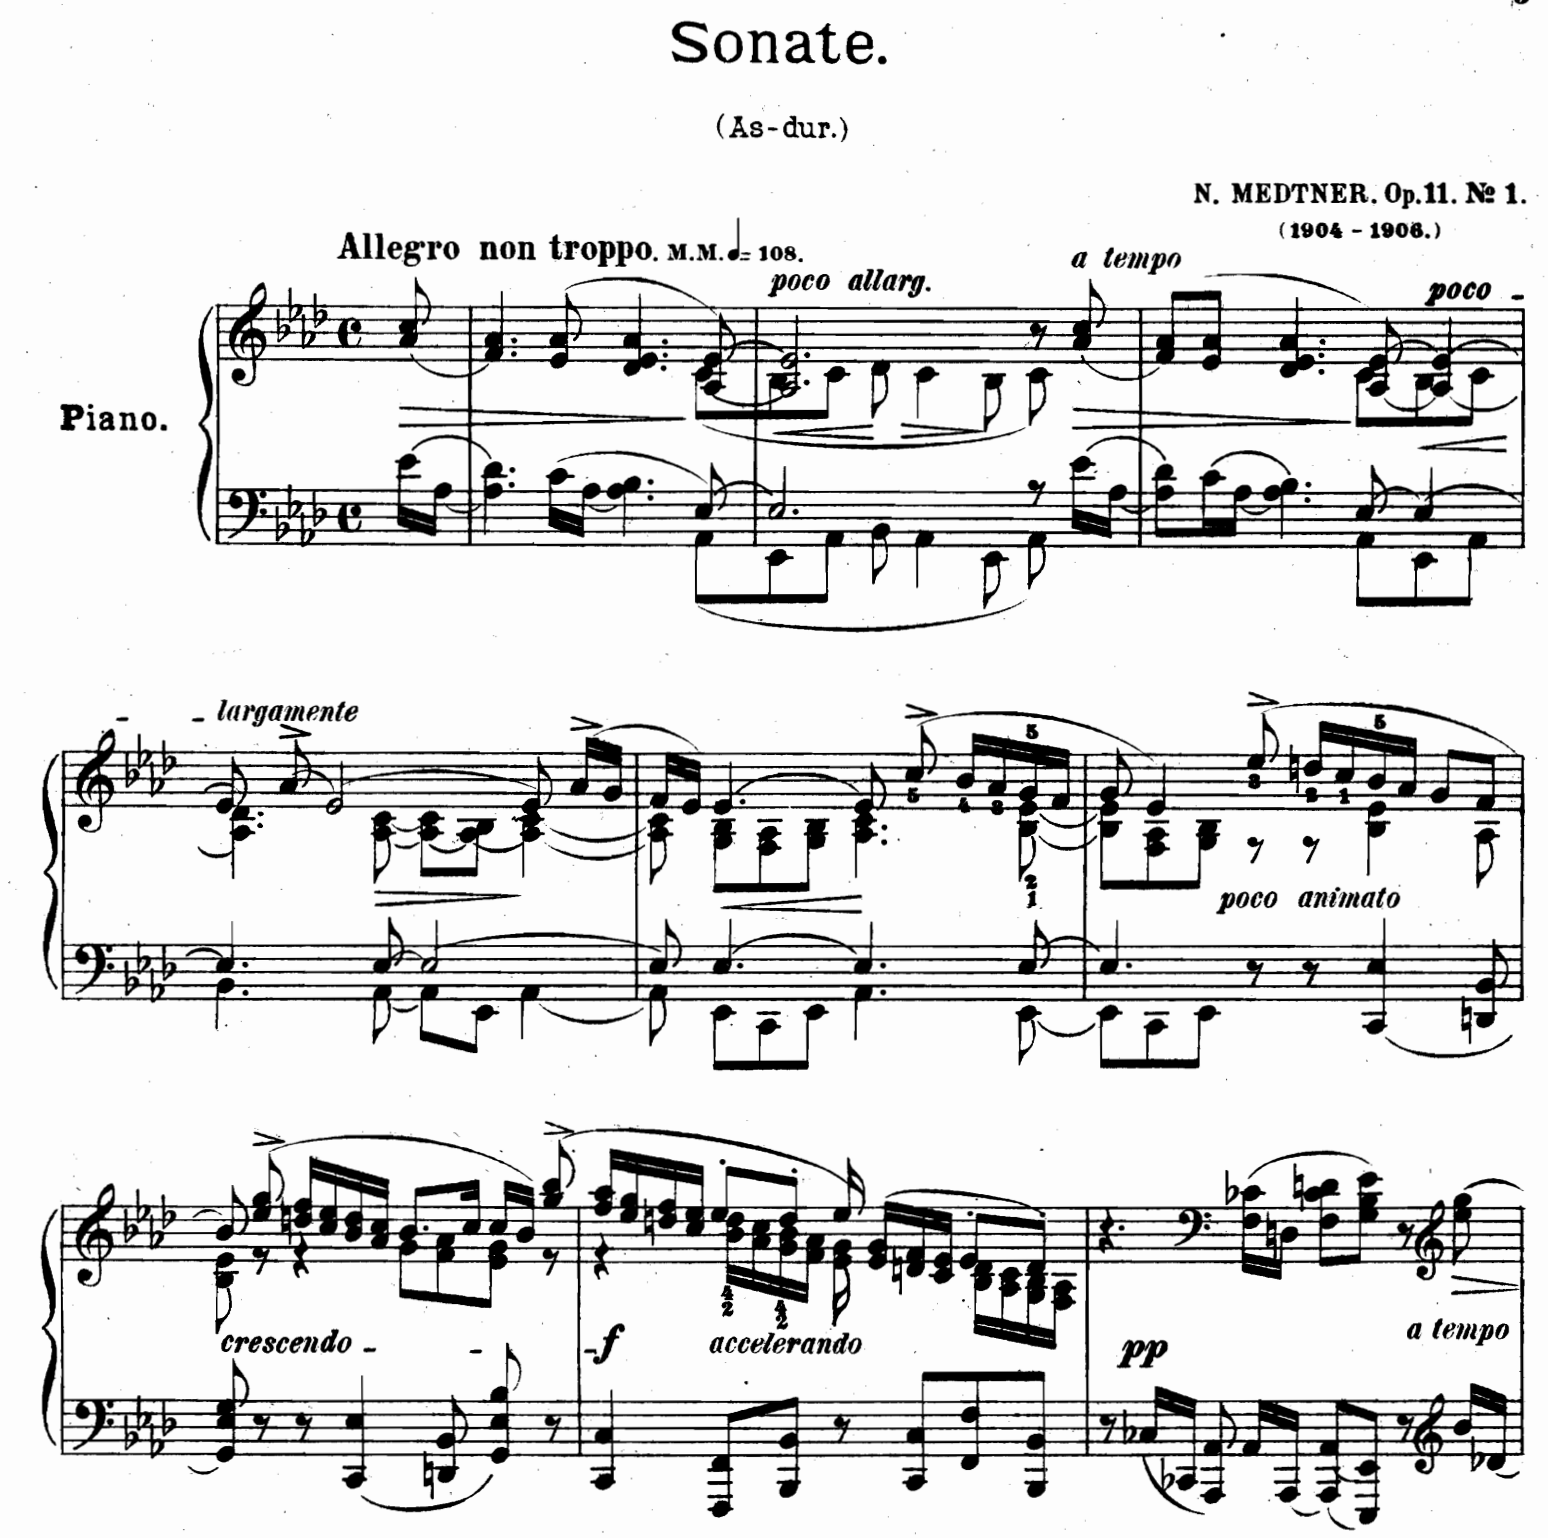 Sonate.
(As-dur.)
N. MEDTNER. Op. 11. № 1.
(1904 - 1906.)
Allegro non troppo. M.M. ♩= 108.
poco allarg.
a tempo
poco -
Piano.
- - largamente
5
5 4 3
3 2 1
5
2
1
poco animato
crescendo - - -
f
accelerando
4
2
4
2
pp
a tempo